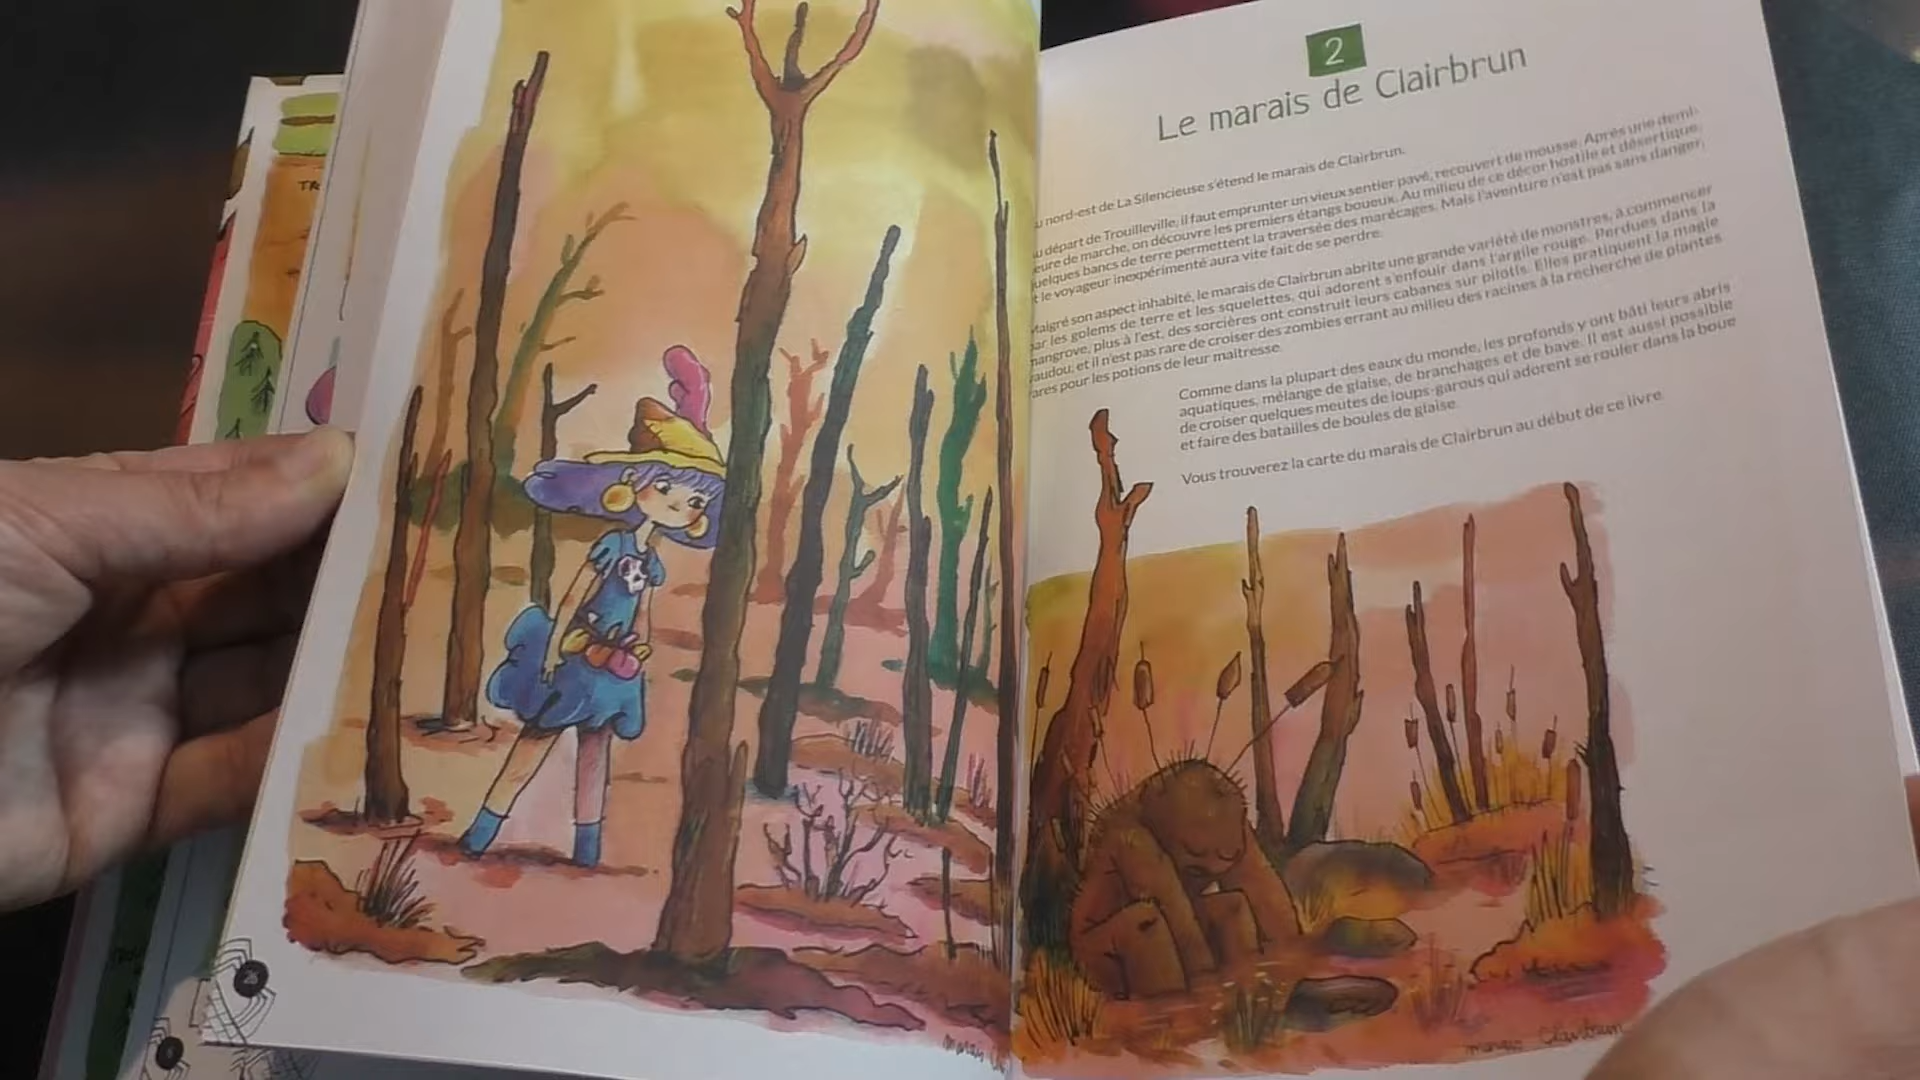 2
Le marais de Clairbrun
nord-est de La Silencieuse s'étend le marais de Clairbrun.
départ de Trouilleville, il faut emprunter un vieux sentier pavé, recouvert de mousse. Après une demi-
eure de marche, on découvre les premiers étangs boueux. Au milieu de ce décor hostile et désertique,
uelques bancs de terre permettent la traversée des marécages. Mais l'aventure n'est pas sans danger,
t le voyageur inexpérimenté aura vite fait de se perdre.
Malgré son aspect inhabité, le marais de Clairbrun abrite une grande variété de monstres, à commencer
ar les golems de terre et les squelettes, qui adorent s'enfouir dans l'argile rouge. Perdues dans la
mangrove, plus à l'est, des sorcières ont construit leurs cabanes sur pilotis. Elles pratiquent la magie
audou, et il n'est pas rare de croiser des zombies errant au milieu des racines à la recherche de plantes
ares pour les potions de leur maîtresse.
Comme dans la plupart des eaux du monde, les profonds y ont bâti leurs abris
aquatiques, mélange de glaise, de branchages et de bave. Il est aussi possible
de croiser quelques meutes de loups-garous qui adorent se rouler dans la boue
et faire des batailles de boules de glaise.
Vous trouverez la carte du marais de Clairbrun au début de ce livre.
marais
marais Clairbrun